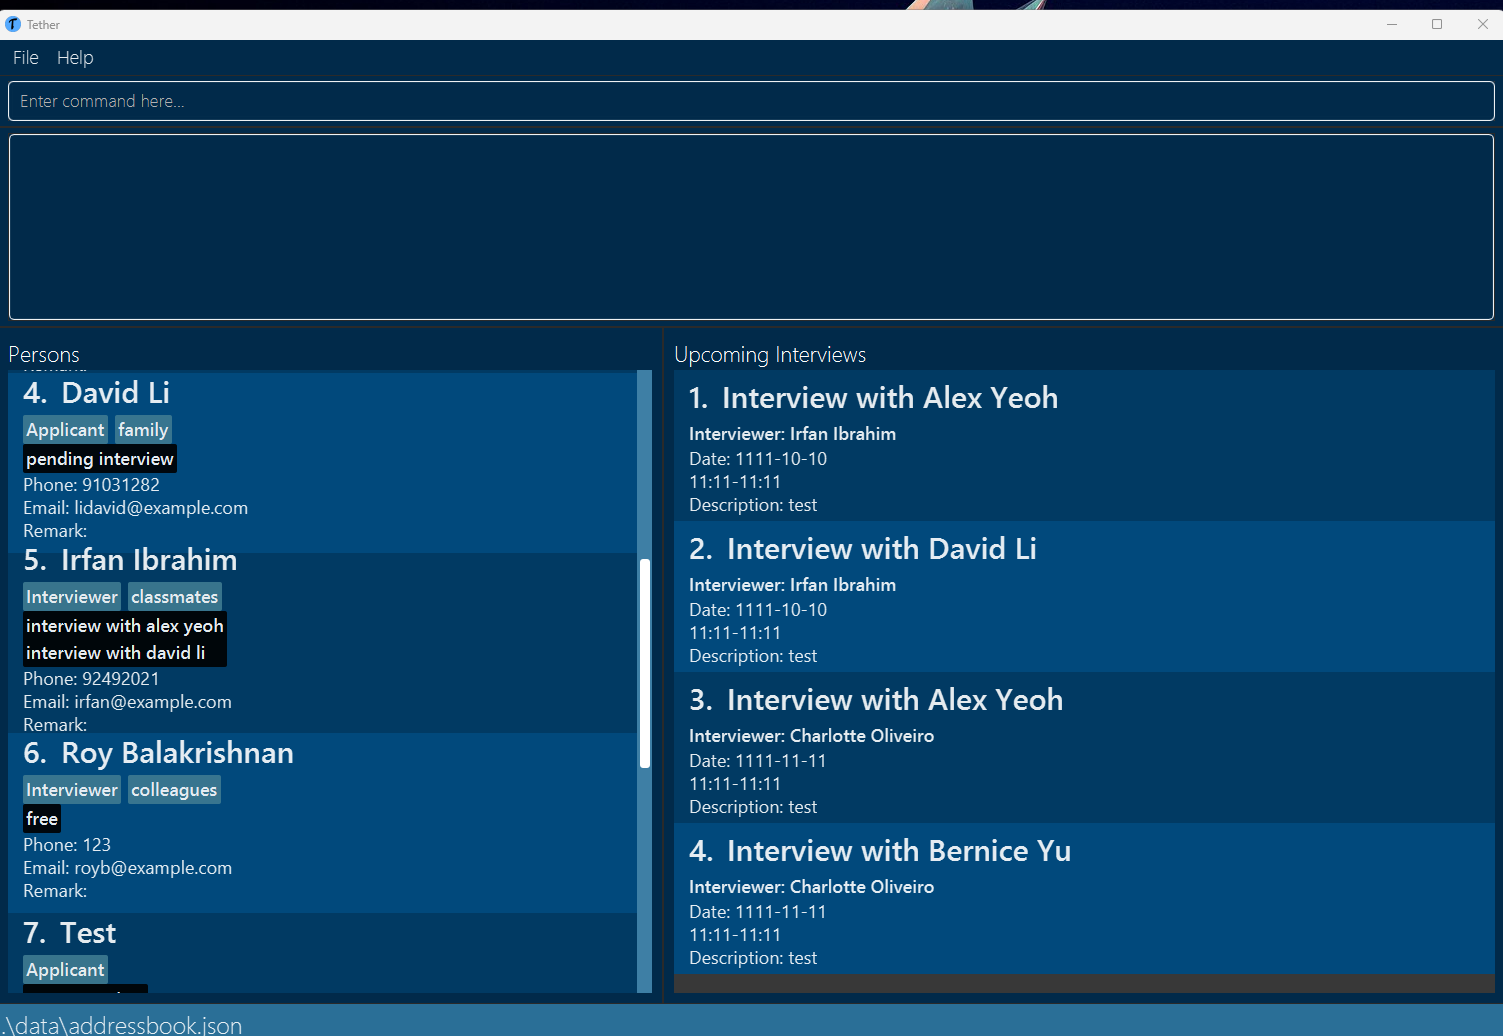 Tether
File Help
Enter command here...
Persons
4. David Li
Applicant family
pending interview
Phone: 91031282
Email: lidavid@example.com
Remark:
5. Irfan Ibrahim
Interviewer classmates
interview with alex yeoh
interview with david li
Phone: 92492021
Email: irfan@example.com
Remark:
6. Roy Balakrishnan
Interviewer colleagues
free
Phone: 123
Email: royb@example.com
Remark:
7. Test
Applicant
Upcoming Interviews
1. Interview with Alex Yeoh
Interviewer: Irfan Ibrahim
Date: 1111-10-10
11:11-11:11
Description: test
2. Interview with David Li
Interviewer: Irfan Ibrahim
Date: 1111-10-10
11:11-11:11
Description: test
3. Interview with Alex Yeoh
Interviewer: Charlotte Oliveiro
Date: 1111-11-11
11:11-11:11
Description: test
4. Interview with Bernice Yu
Interviewer: Charlotte Oliveiro
Date: 1111-11-11
11:11-11:11
Description: test
.\data\addressbook.json